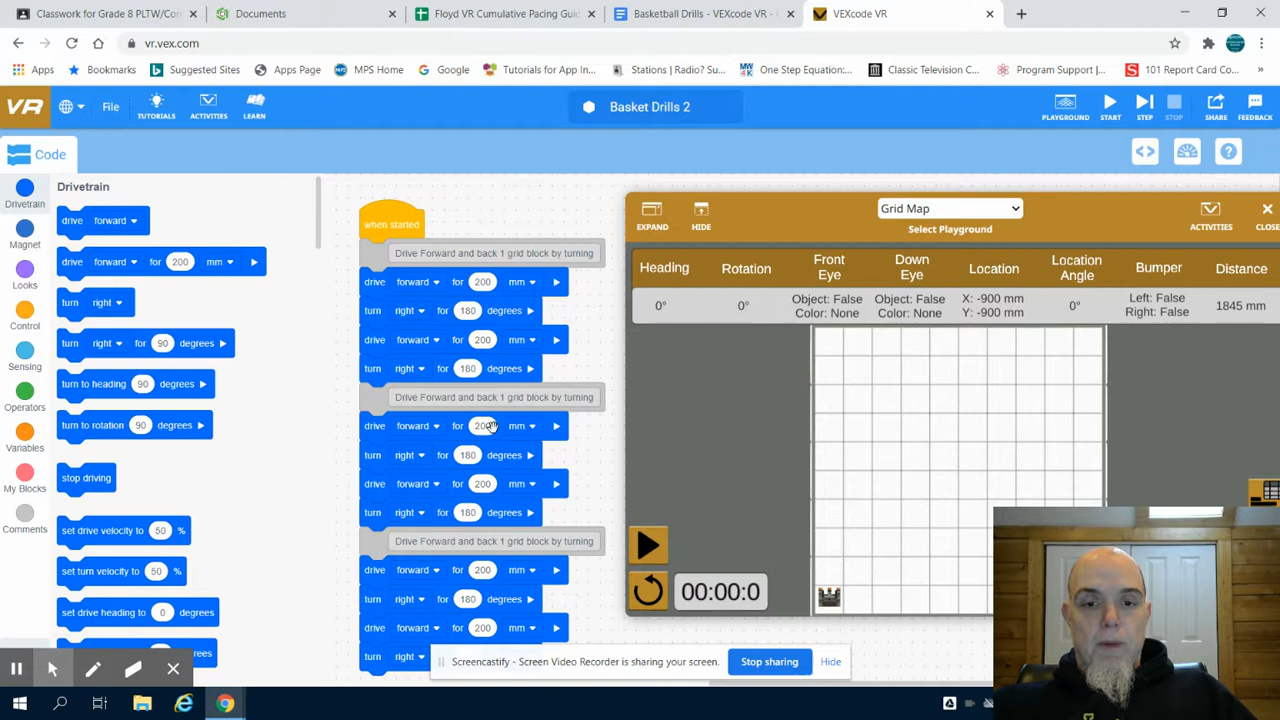 Classwork for Grade 8 PLTW/Con
Documents
Floyd VR Cumulative Pacing Guid
Basketball Drills - VEXcode VR - 
VEXcode VR
vr.vex.com
Apps
Bookmarks
Suggested Sites
Apps Page
MPS Home
Google
Tutorials for App In...
Stations | Radio? Su...
One Step Equation:...
Classic Television C...
Program Support |...
101 Report Card Co...
»
VR
File
TUTORIALS
ACTIVITIES
LEARN
Basket Drills 2
PLAYGROUND
START
STEP
STOP
SHARE
FEEDBACK
Code
Drivetrain
Magnet
Looks
Control
Sensing
Operators
Variables
My Blocks
Comments
Drivetrain
drive forward
drive forward for 200 mm
turn right
turn right for 90 degrees
turn to heading 90 degrees
turn to rotation 90 degrees
stop driving
set drive velocity to 50 %
set turn velocity to 50 %
set drive heading to 0 degrees
degrees
when started
Drive Forward and back 1 grid block by turning
drive forward for 200 mm
turn right for 180 degrees
drive forward for 200 mm
turn right for 180 degrees
Drive Forward and back 1 grid block by turning
drive forward for 200 mm
turn right for 180 degrees
drive forward for 200 mm
turn right for 180 degrees
Drive Forward and back 1 grid block by turning
drive forward for 200 mm
turn right for 180 degrees
drive forward for 200 mm
turn right
EXPAND
HIDE
Grid Map
Select Playground
ACTIVITIES
CLOSE
Heading Rotation Front Eye Down Eye Location Location Angle Bumper Distance
0° 0° Object: False Color: None Object: False Color: None X: -900 mm Y: -900 mm 0° Left: False Right: False 1845 mm
00:00:0
Screencastify - Screen Video Recorder is sharing your screen.
Stop sharing
Hide